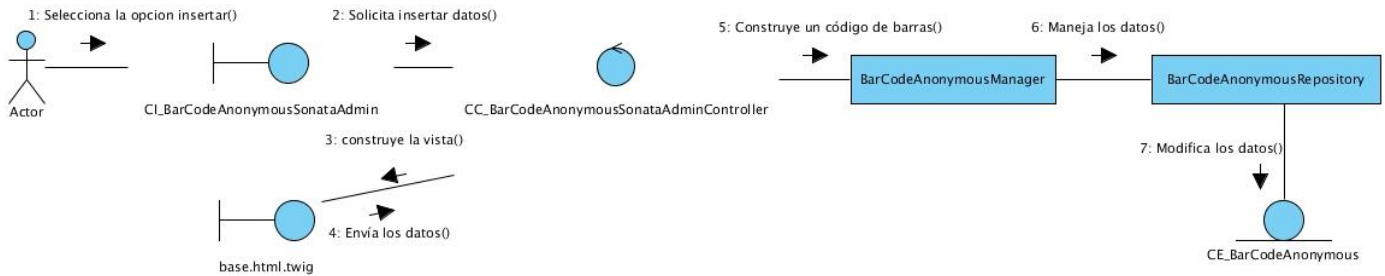 1: Selecciona la opcion insertar()
2: Solicita insertar datos()
5: Construye un código de barras()
6: Maneja los datos()
BarCodeAnonymousManager
BarCodeAnonymousRepository
Actor
CI_BarCodeAnonymousSonataAdmin
CC_BarCodeAnonymousSonataAdminController
3: construye la vista()
7: Modifica los datos()
4: Envía los datos()
base.html.twig
CE_BarCodeAnonymous